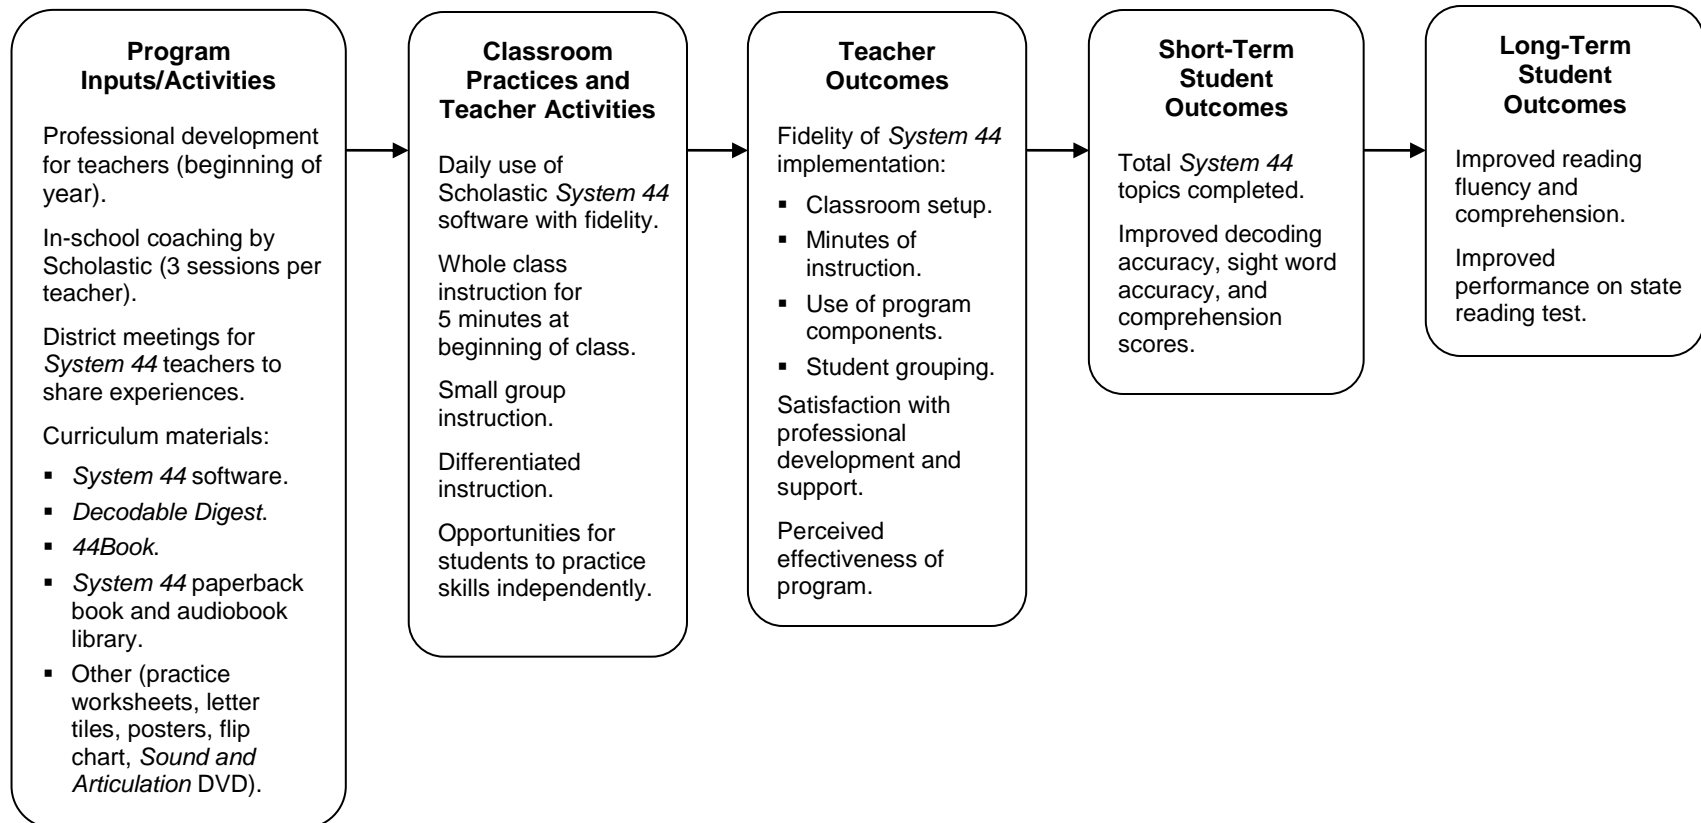 Program
Inputs/Activities
Professional development
for teachers (beginning of
year).
In-school coaching by
Scholastic (3 sessions per
teacher).
District meetings for
System 44 teachers to
share experiences.
Curriculum materials:
▪ System 44 software.
▪ Decodable Digest.
▪ 44Book.
▪ System 44 paperback
book and audiobook
library.
▪ Other (practice
worksheets, letter
tiles, posters, flip
chart, Sound and
Articulation DVD).
Classroom
Practices and
Teacher Activities
Daily use of
Scholastic System 44
software with fidelity.
Whole class
instruction for
5 minutes at
beginning of class.
Small group
instruction.
Differentiated
instruction.
Opportunities for
students to practice
skills independently.
Teacher
Outcomes
Fidelity of System 44
implementation:
▪ Classroom setup.
▪ Minutes of
instruction.
▪ Use of program
components.
▪ Student grouping.
Satisfaction with
professional
development and
support.
Perceived
effectiveness of
program.
Short-Term
Student
Outcomes
Total System 44
topics completed.
Improved decoding
accuracy, sight word
accuracy, and
comprehension
scores.
Long-Term
Student
Outcomes
Improved reading
fluency and
comprehension.
Improved
performance on state
reading test.